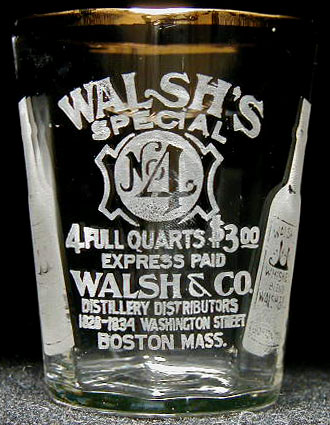 WALSH'S
SPECIAL
No 4
4 FULL QUARTS $3.00
EXPRESS PAID
WALSH & CO.
DISTILLERY DISTRIBUTORS
1828-1834 WASHINGTON STREET
BOSTON MASS.
WALSH